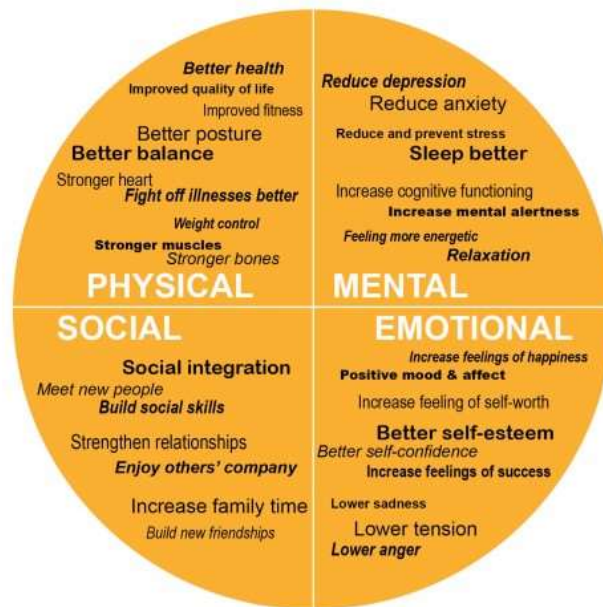 Better health
Improved quality of life
Improved fitness
Better posture
Better balance
Stronger heart
Fight off illnesses better
Weight control
Stronger muscles
Stronger bones
PHYSICAL
Reduce depression
Reduce anxiety
Reduce and prevent stress
Sleep better
Increase cognitive functioning
Increase mental alertness
Feeling more energetic
Relaxation
MENTAL
SOCIAL
Social integration
Meet new people
Build social skills
Strengthen relationships
Enjoy others' company
Increase family time
Build new friendships
EMOTIONAL
Increase feelings of happiness
Positive mood & affect
Increase feeling of self-worth
Better self-esteem
Better self-confidence
Increase feelings of success
Lower sadness
Lower tension
Lower anger